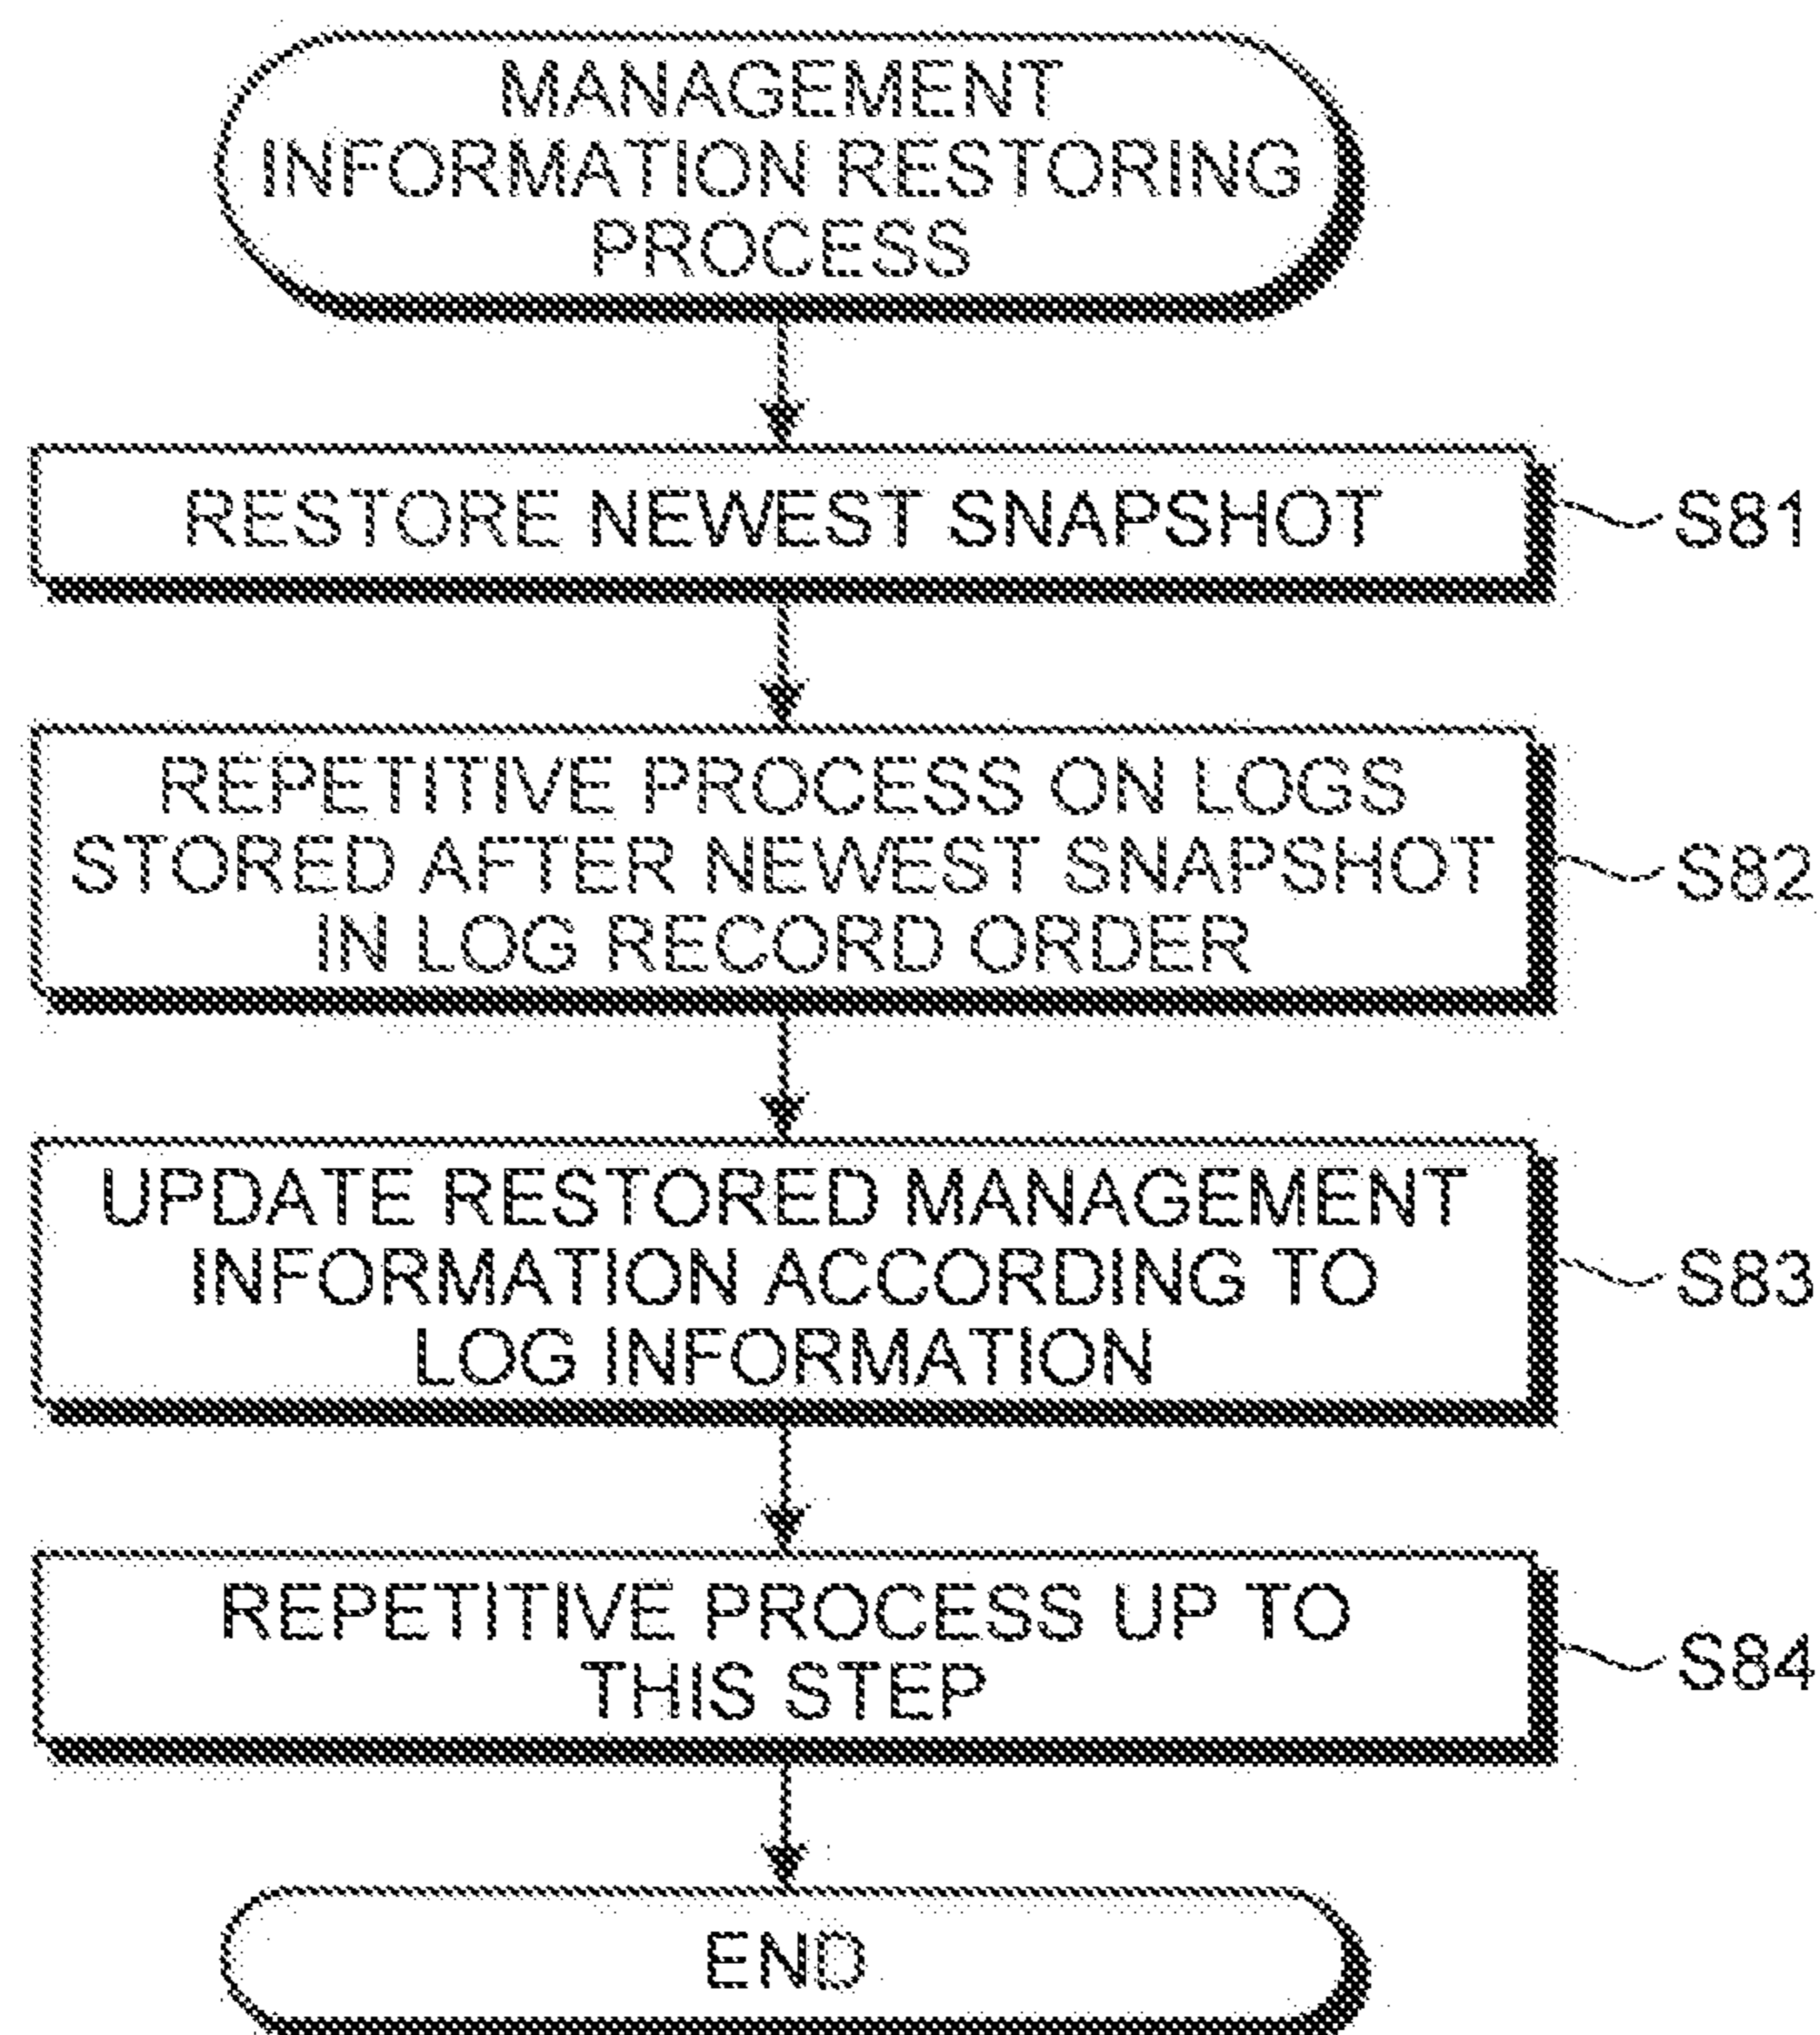 MANAGEMENT
INFORMATION RESTORING
PROCESS
RESTORE NEWEST SNAPSHOT
S81
REPETITIVE PROCESS ON LOGS
STORED AFTER NEWEST SNAPSHOT
IN LOG RECORD ORDER
S82
UPDATE RESTORED MANAGEMENT
INFORMATION ACCORDING TO
LOG INFORMATION
S83
REPETITIVE PROCESS UP TO
THIS STEP
S84
END